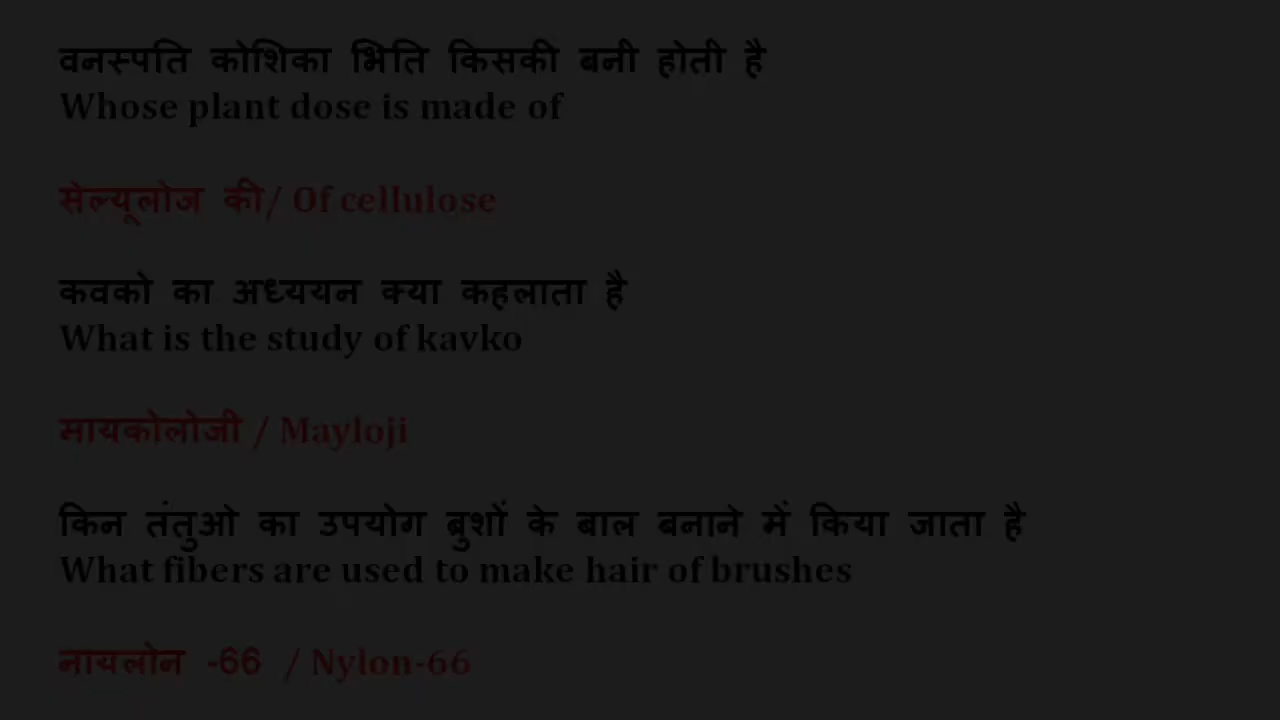 वनस्पति कोशिका भिति किसकी बनी होती है
Whose plant dose is made of
सेल्यूलोज की/ Of cellulose
कवको का अध्ययन क्या कहलाता है
What is the study of kavko
मायकोलोजी / Mayloji
किन तंतुओ का उपयोग ब्रुशों के बाल बनाने में किया जाता है
What fibers are used to make hair of brushes
नायलोन -66 / Nylon-66